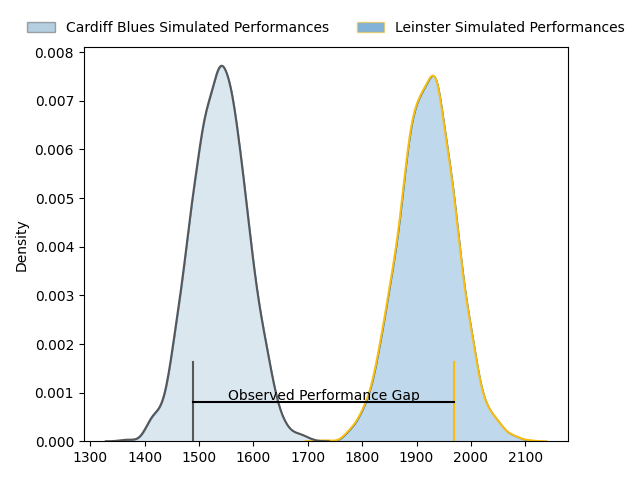 Cardiff Blues Simulated Performances
Leinster Simulated Performances
0.008
0.007
0.006
0.005
0.004
0.003
0.002
0.001
0.000
Density
Observed Performance Gap
1300 1400 1500 1600 1700 1800 1900 2000 2100